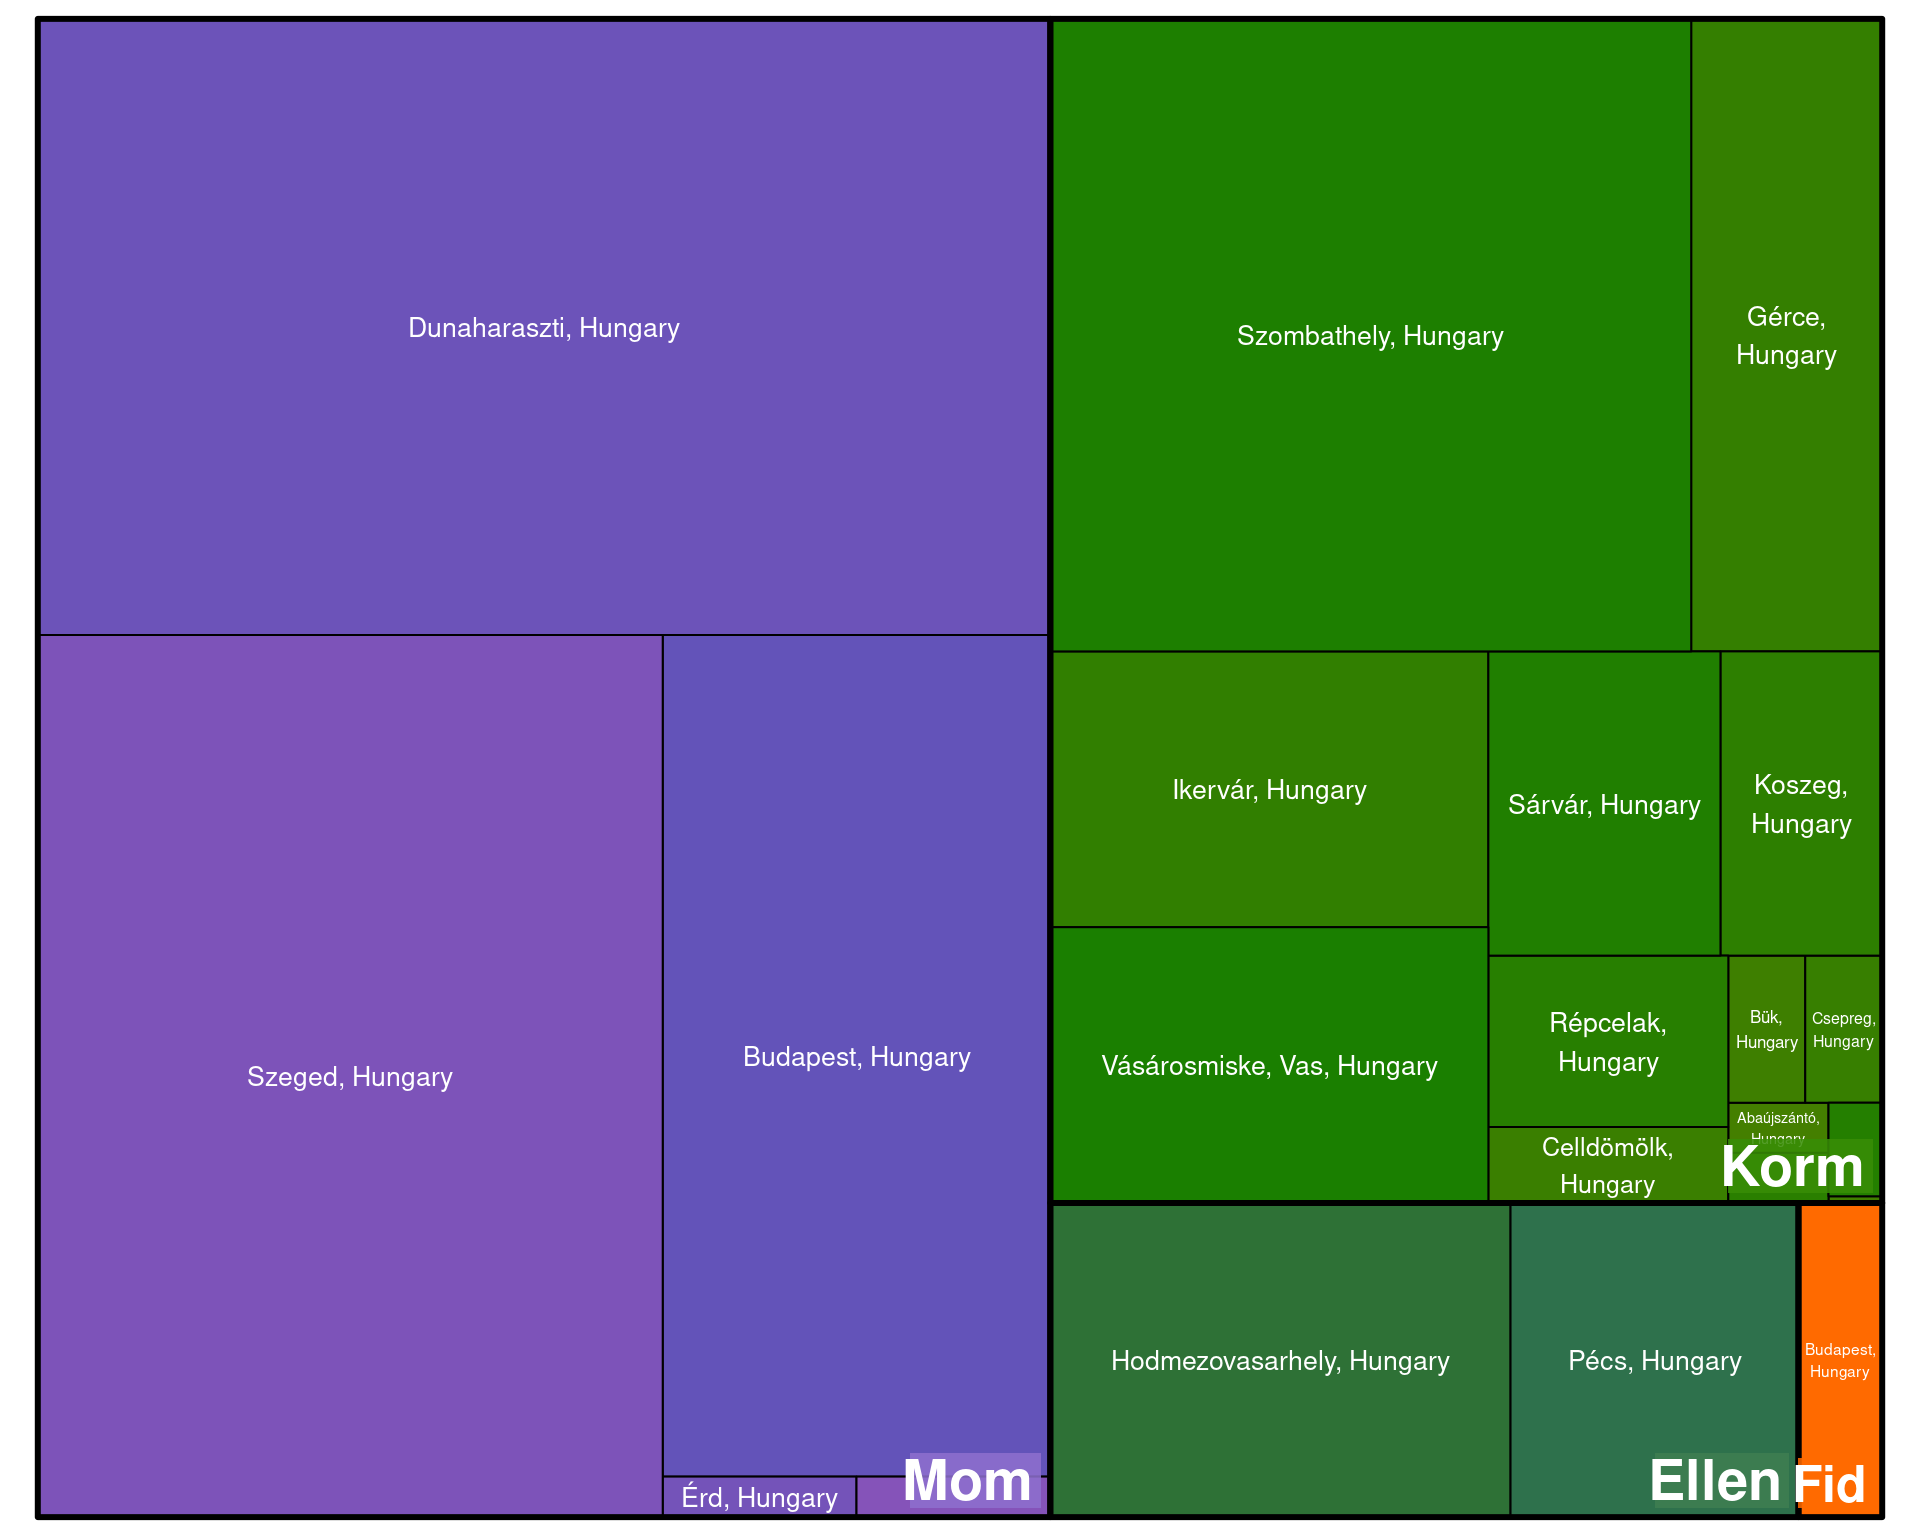 Dunaharaszti, Hungary
Szeged, Hungary
Budapest, Hungary
Érd, Hungary
Mom
Szombathely, Hungary
Gérce,
Hungary
Ikervár, Hungary
Sárvár, Hungary
Koszeg,
Hungary
Vásárosmiske, Vas, Hungary
Répcelak,
Hungary
Bük,
Hungary
Csepreg,
Hungary
Celldömölk,
Hungary
Abaújszántó,
Hungary
Korm
Hodmezovasarhely, Hungary
Pécs, Hungary
Ellen
Budapest,
Hungary
Fid